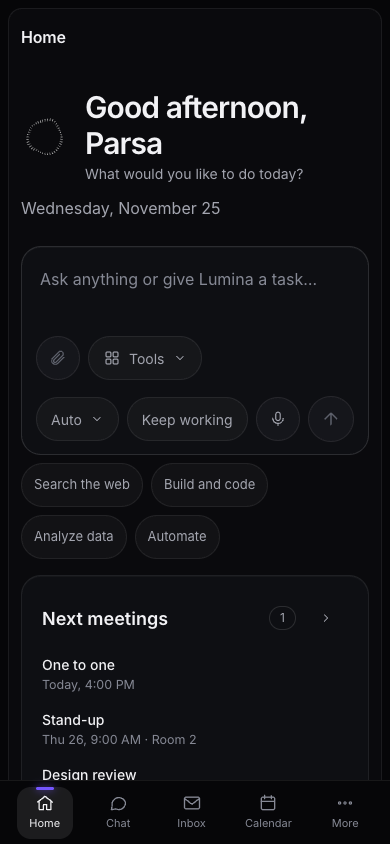 Home
Good afternoon,
Parsa
What would you like to do today?
Wednesday, November 25
Ask anything or give Lumina a task...
Tools
Auto
Keep working
Search the web
Build and code
Analyze data
Automate
Next meetings
1
One to one
Today, 4:00 PM
Stand-up
Thu 26, 9:00 AM · Room 2
Design review
Home
Chat
Inbox
Calendar
More